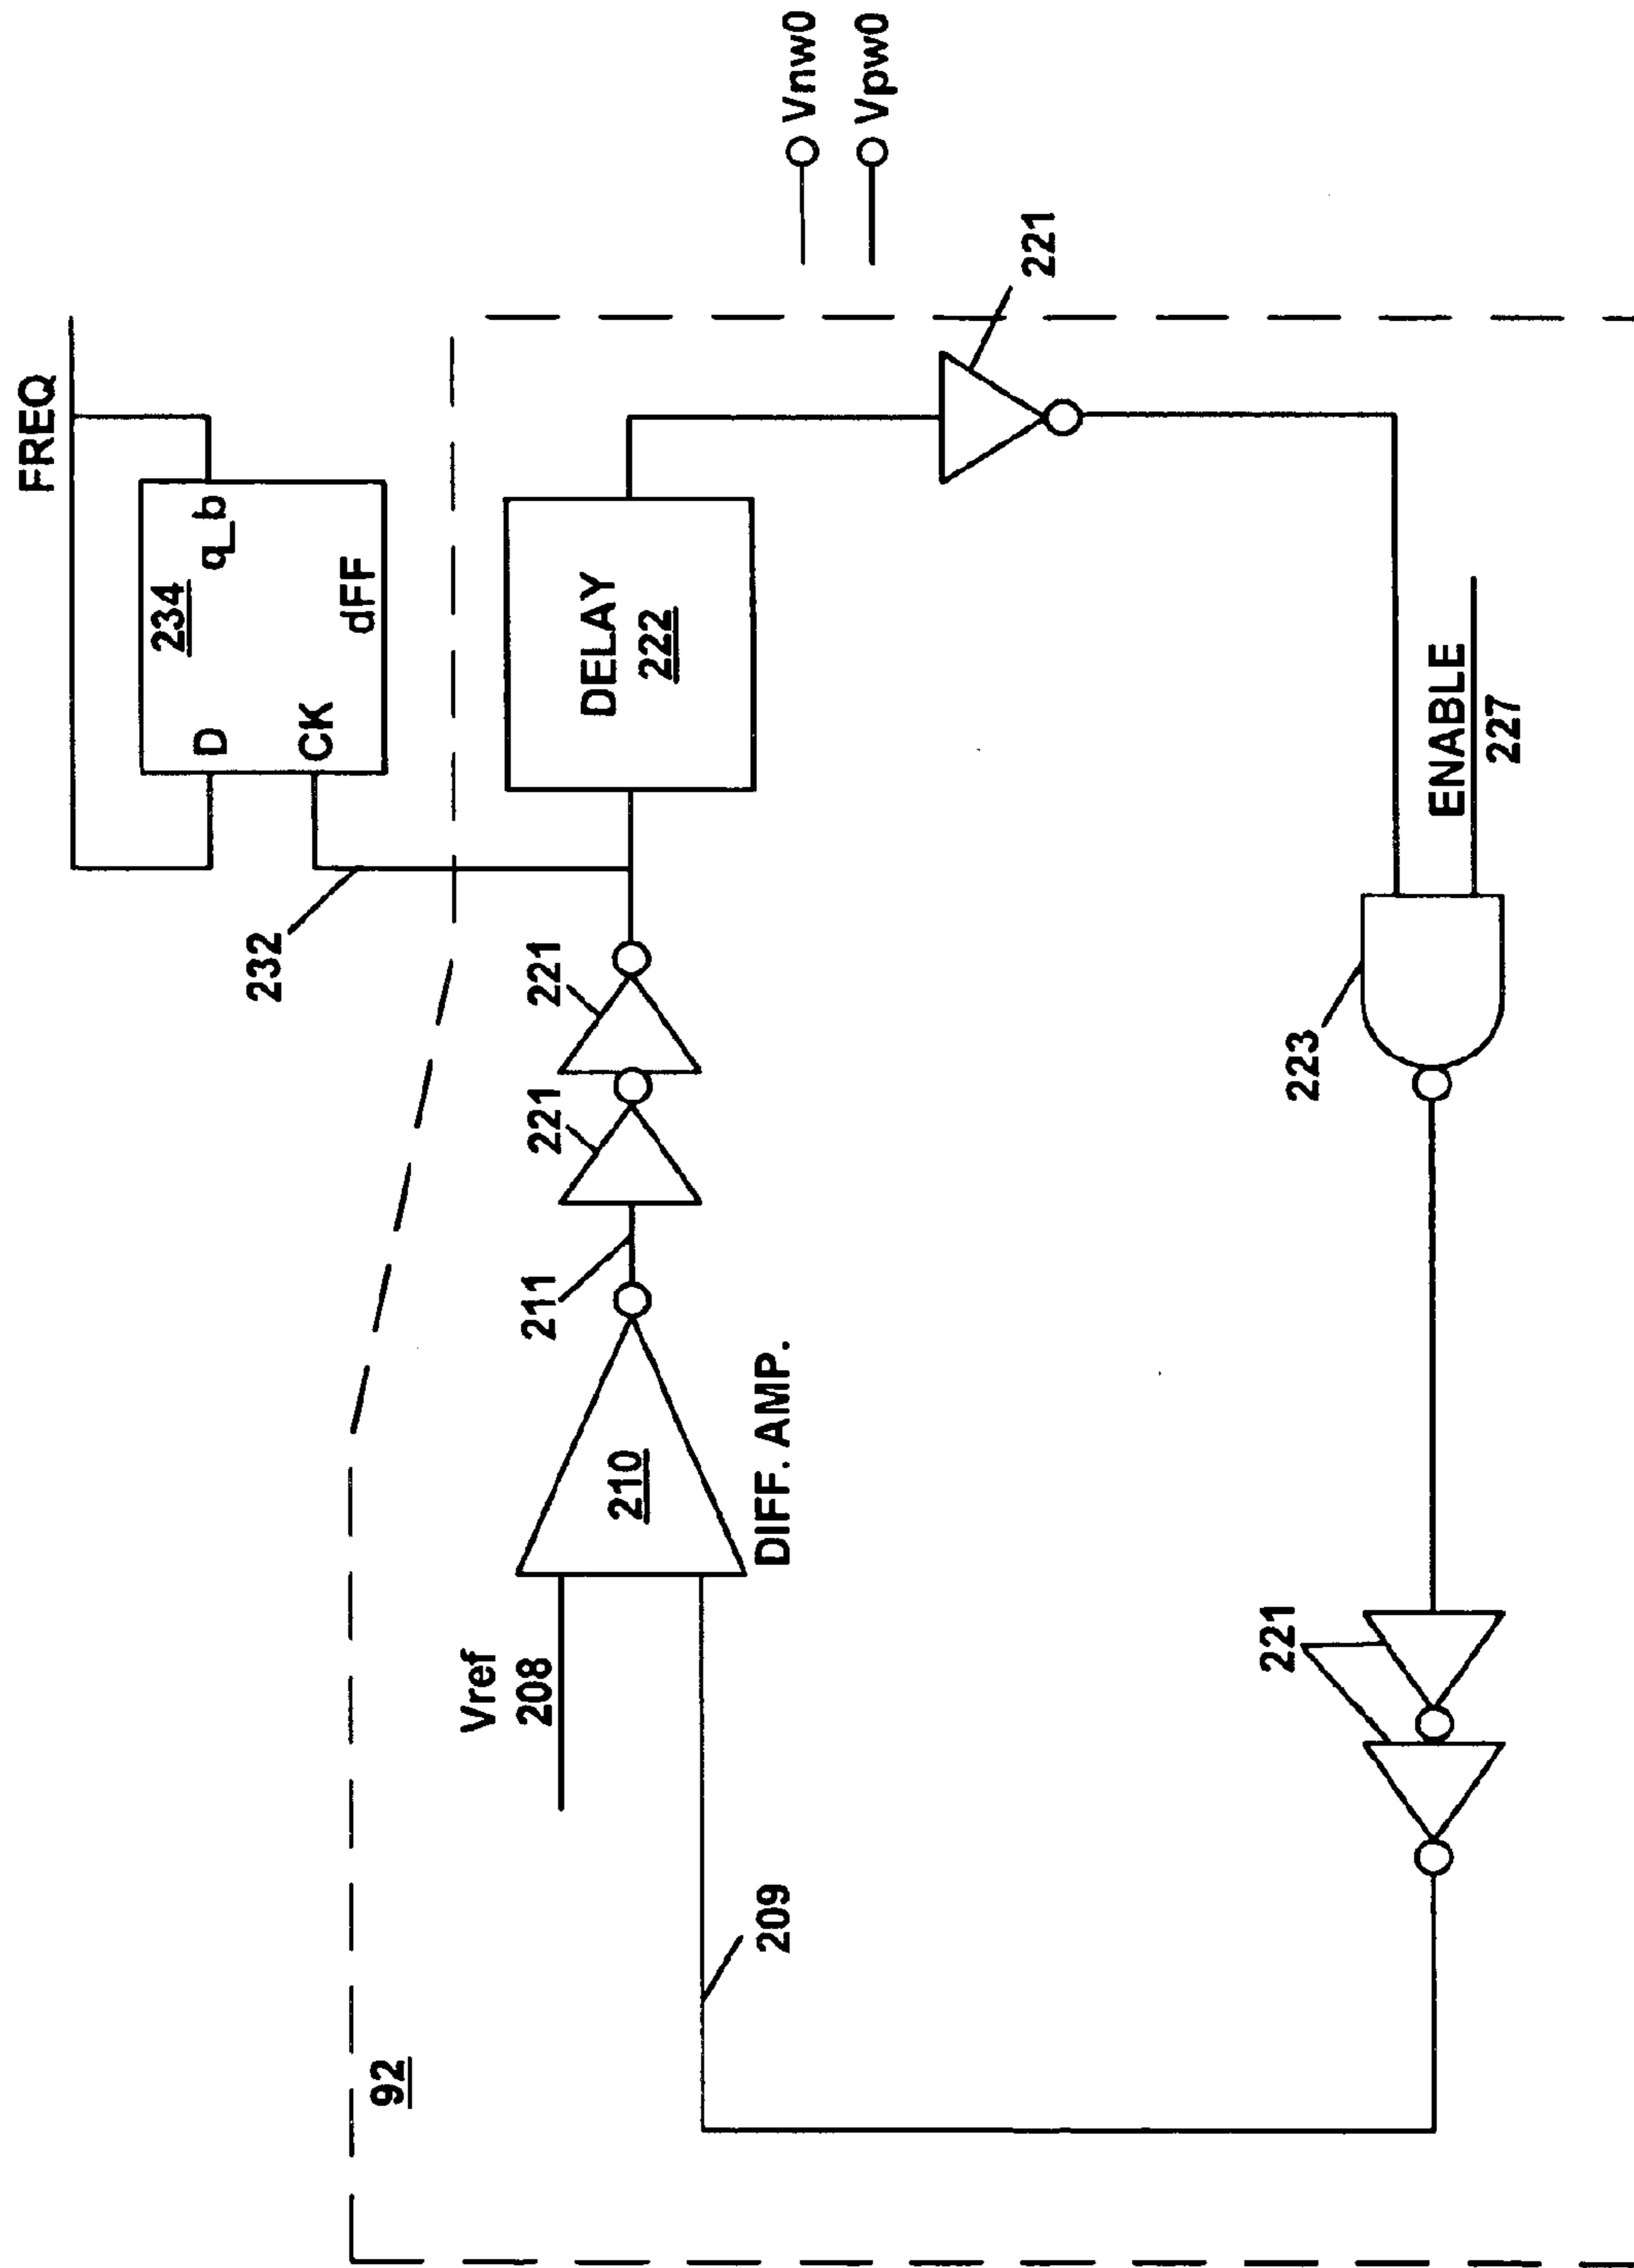 FREQ
234
D
q_b
CK
dFF
232
Vnw0
Vpw0
92
Vref
208
210
DIFF. AMP.
211
221
221
DELAY
222
221
209
221
223
ENABLE
227